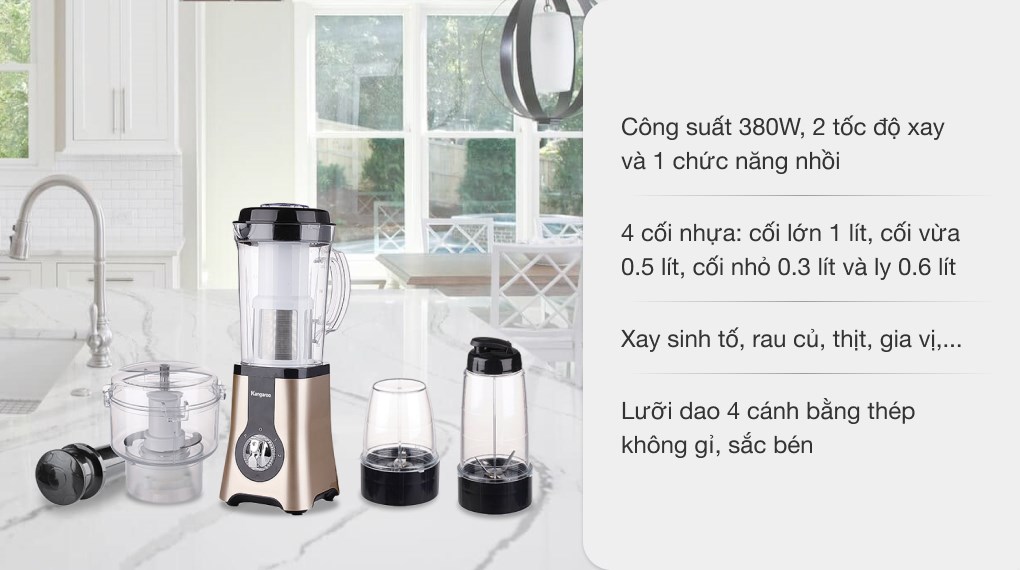 Kangaroo
Công suất 380W, 2 tốc độ xay
và 1 chức năng nhồi
4 cối nhựa: cối lớn 1 lít, cối vừa
0.5 lít, cối nhỏ 0.3 lít và ly 0.6 lít
Xay sinh tố, rau củ, thịt, gia vị,...
Lưỡi dao 4 cánh bằng thép
không gỉ, sắc bén